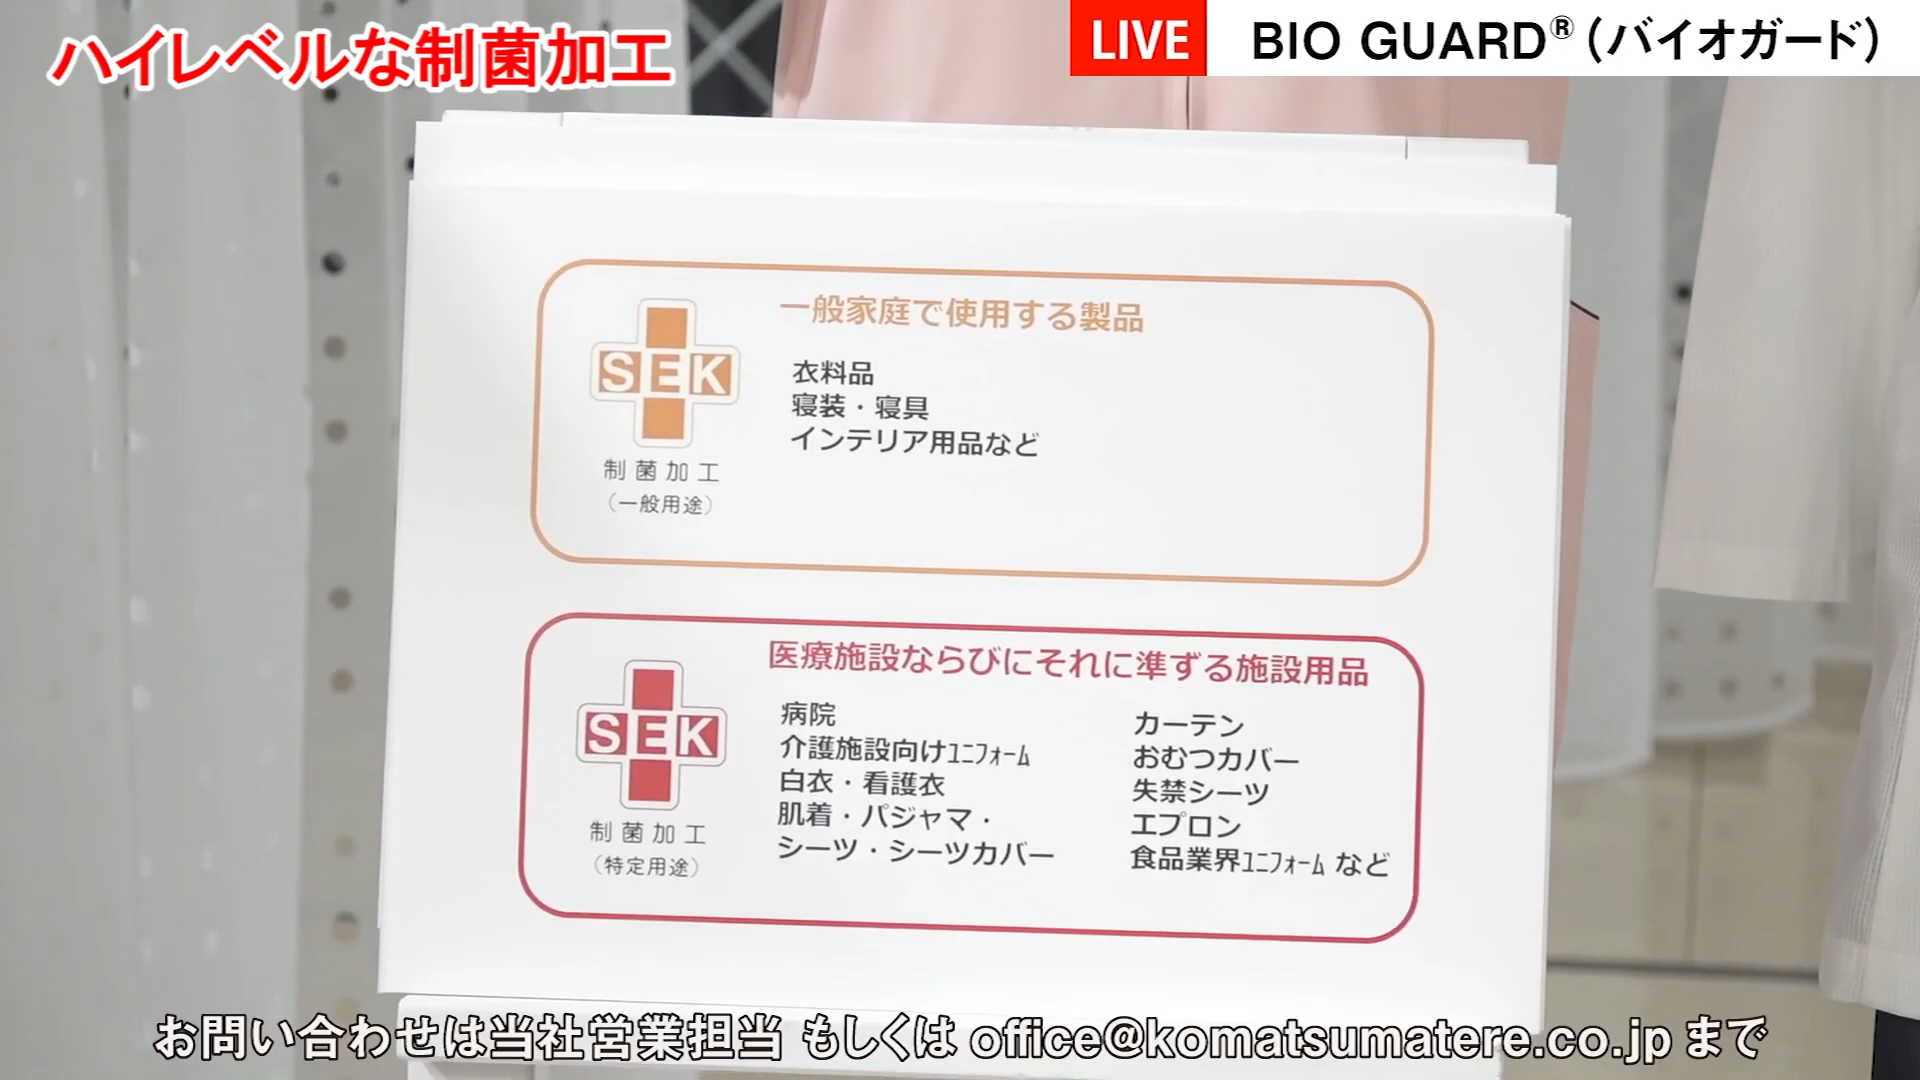 ハイレベルな制菌加工
LIVE
BIO GUARD®(バイオガード)
一般家庭で使用する製品
SEK
制菌加工
(一般用途)
衣料品
寝装・寝具
インテリア用品など
医療施設ならびにそれに準ずる施設用品
SEK
制菌加工
(特定用途)
病院
介護施設向けユニフォーム
白衣・看護衣
肌着・パジャマ・
シーツ・シーツカバー
カーテン
おむつカバー
失禁シーツ
エプロン
食品業界ユニフォーム など
お問い合わせは当社営業担当 もしくは office@komatsumatere.co.jp まで